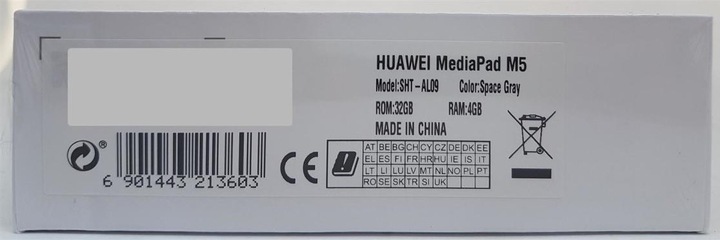 HUAWEI MediaPad M5
Model:SHT-AL09 Color:Space Gray
ROM:32GB RAM:4GB
MADE IN CHINA
® 6 901443 213603
CE
AT BE BG CH CY CZ DE DK EE
EL ES FI FR HR HU IE IS IT
LT LI LU LV MT NL NO PL PT
RO SE SK TR SI UK